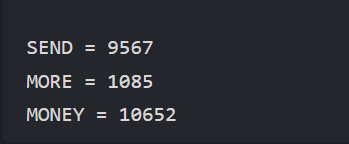 SEND = 9567
MORE = 1085
MONEY = 10652